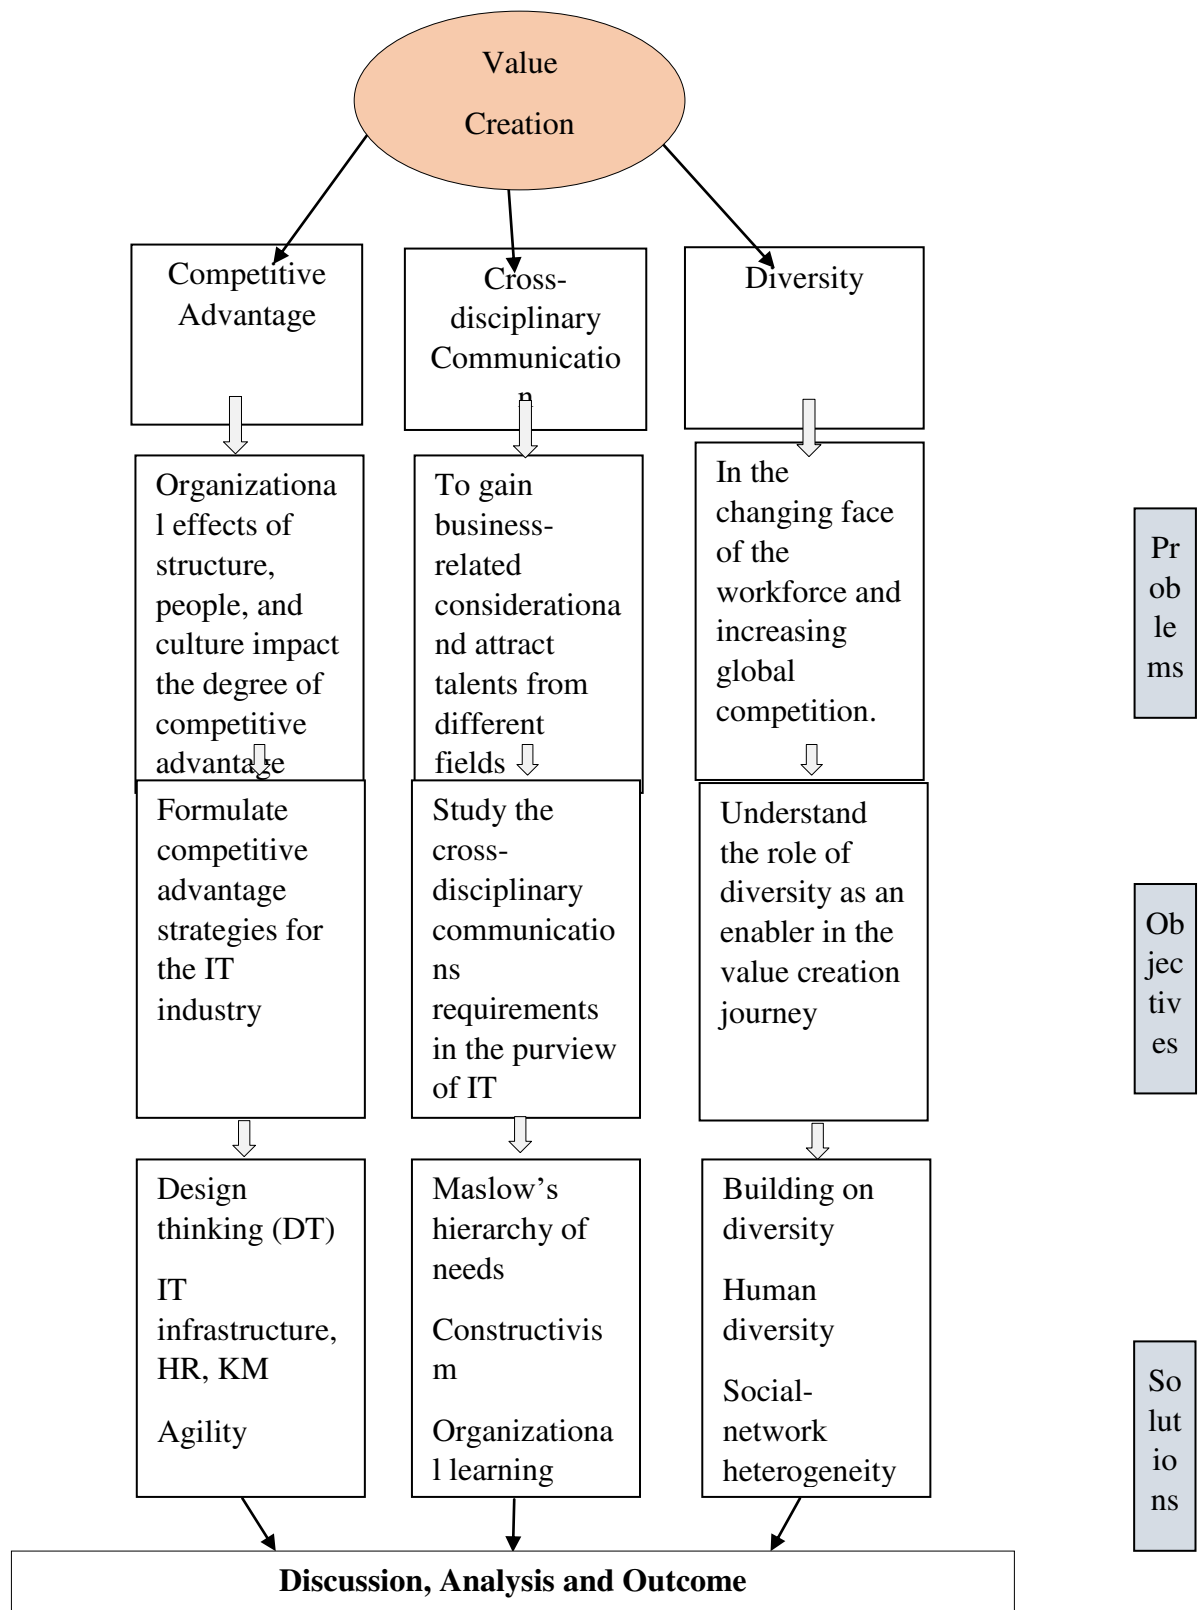 Value
Creation
Competitive
Advantage
Cross-
disciplinary
Communicatio
n
Diversity
Organizationa
l effects of
structure,
people, and
culture impact
the degree of
competitive
advantage
To gain
business-
related
considerationa
nd attract
talents from
different
fields
In the
changing face
of the
workforce and
increasing
global
competition.
Pr
ob
le
ms
Formulate
competitive
advantage
strategies for
the IT
industry
Study the
cross-
disciplinary
communicatio
ns
requirements
in the purview
of IT
Understand
the role of
diversity as an
enabler in the
value creation
journey
Ob
jec
tiv
es
Design
thinking (DT)
IT
infrastructure,
HR, KM
Agility
Maslow’s
hierarchy of
needs
Constructivis
m
Organizationa
l learning
Building on
diversity
Human
diversity
Social-
network
heterogeneity
So
lut
io
ns
Discussion, Analysis and Outcome